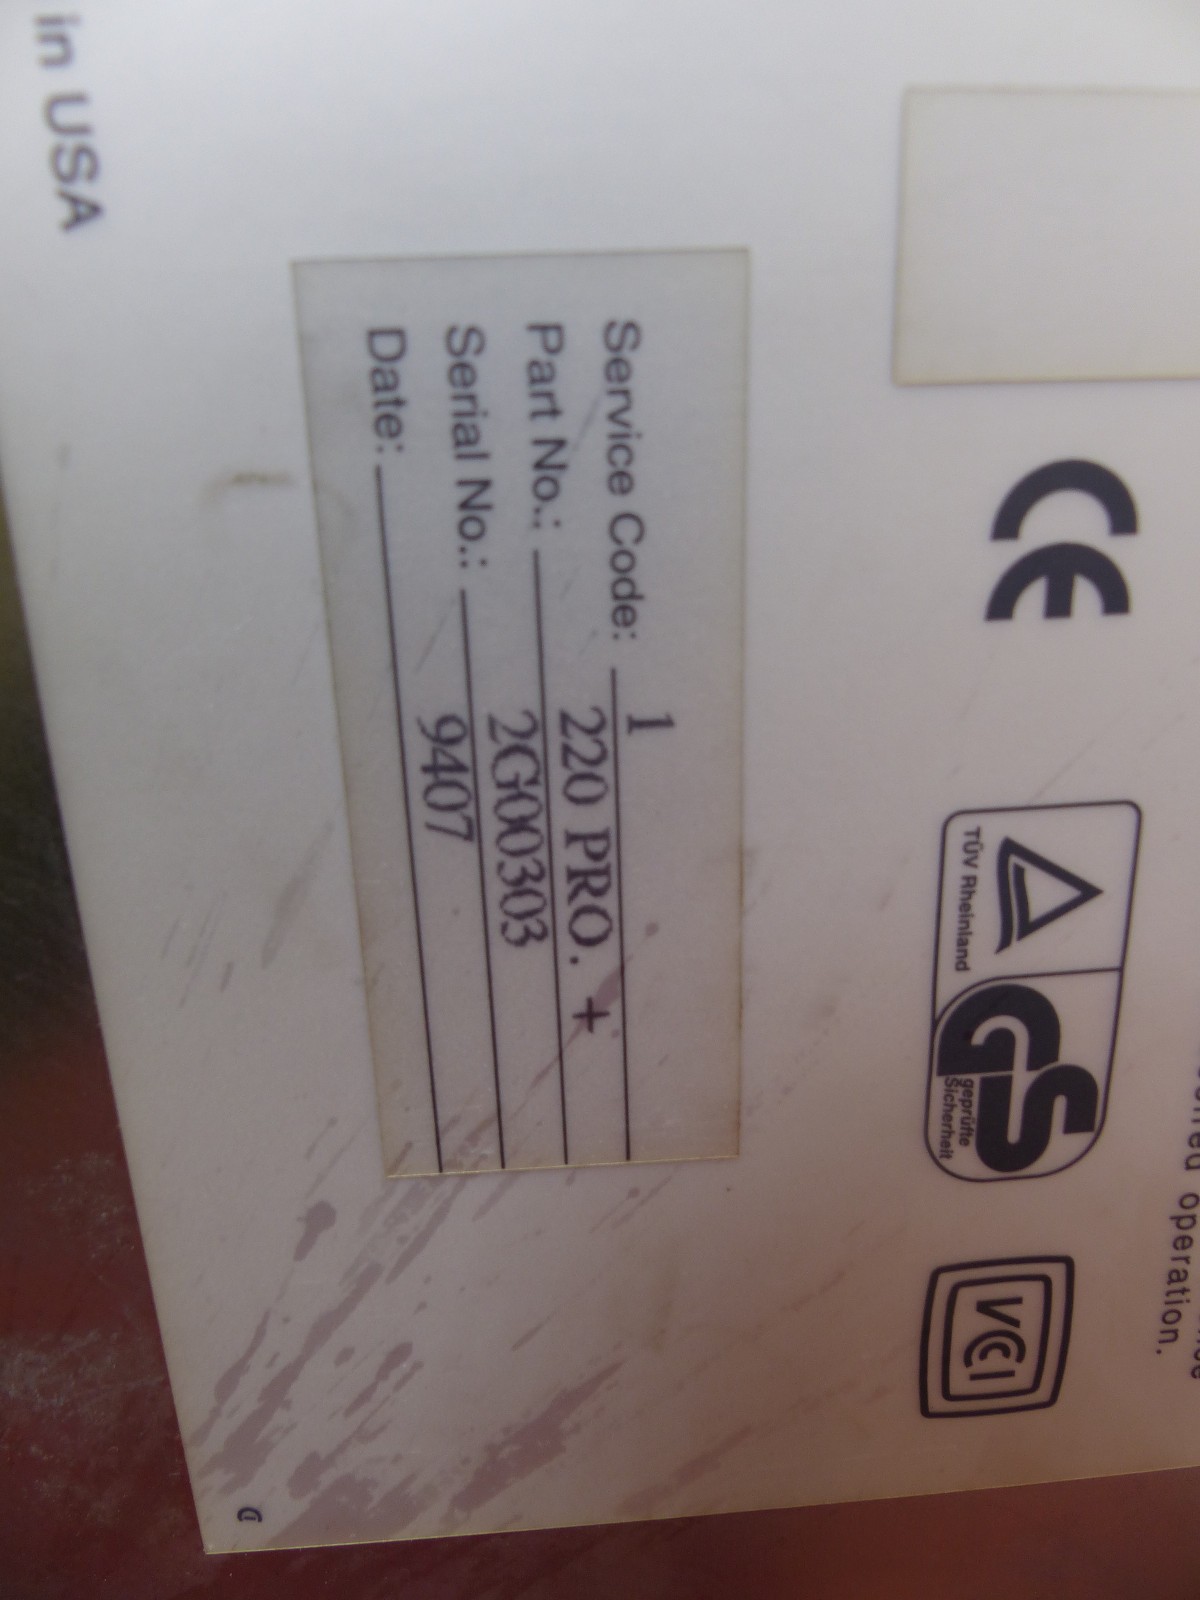 operation.
CE
TÜV Rheinland
GS
geprüfte
Sicherheit
VCCI
Service Code: 1
Part No.: 220 PRO. +
Serial No.: 2G00303
Date: 9407
in USA